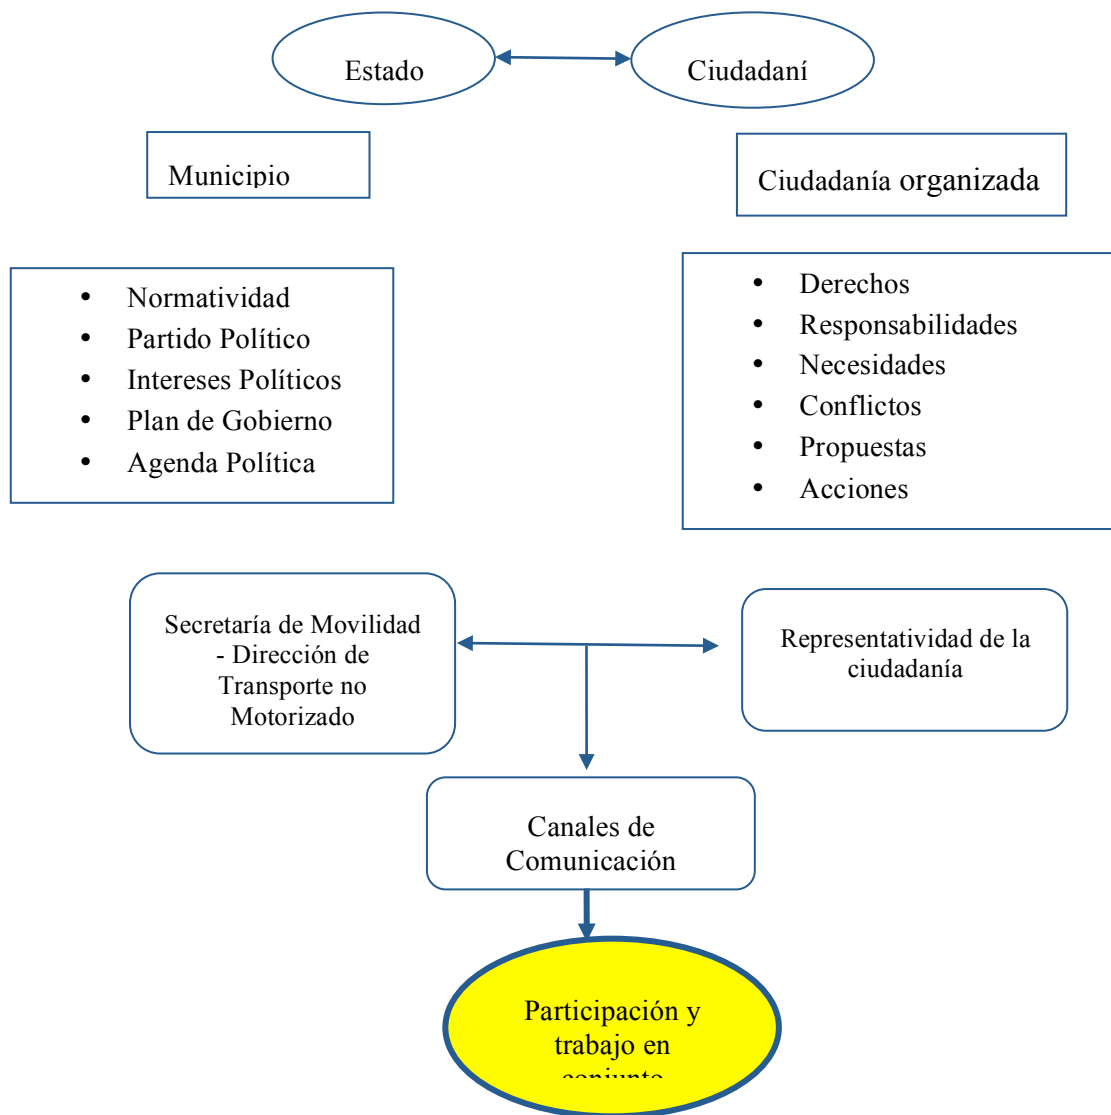 Estado
Ciudadaní
Municipio
Ciudadanía organizada
• Normatividad
• Partido Político
• Intereses Políticos
• Plan de Gobierno
• Agenda Política
• Derechos
• Responsabilidades
• Necesidades
• Conflictos
• Propuestas
• Acciones
Secretaría de Movilidad
- Dirección de
Transporte no
Motorizado
Representatividad de la
ciudadanía
Canales de
Comunicación
Participación y
trabajo en
conjunto